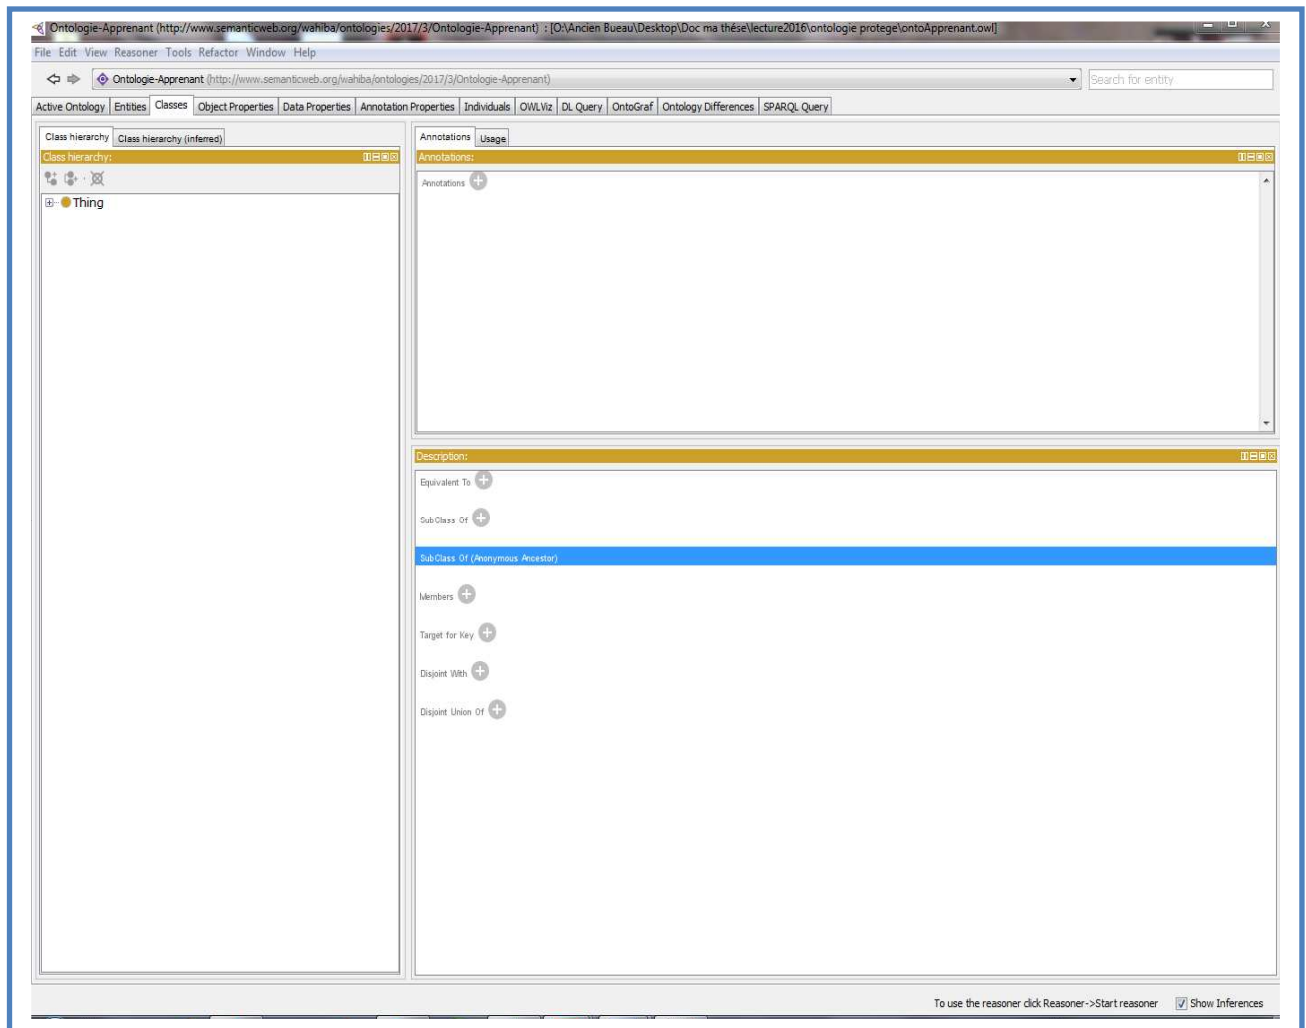 Ontologie-Apprenant (http://www.semanticweb.org/wahiba/ontologies/2017/3/Ontologie-Apprenant) : [O:\Ancien Bueau\Desktop\Doc ma thése\lecture2016\ontologie protege\ontoApprenant.owl]
File Edit View Reasoner Tools Refactor Window Help
Ontologie-Apprenant (http://www.semanticweb.org/wahiba/ontologies/2017/3/Ontologie-Apprenant) Search for entity
Active Ontology Entities Classes Object Properties Data Properties Annotation Properties Individuals OWLViz DL Query OntoGraf Ontology Differences SPARQL Query
Class hierarchy Class hierarchy (inferred)
Class hierarchy:
Thing
Annotations Usage
Annotations:
Annotations
Description:
Equivalent To
SubClass Of
SubClass Of (Anonymous Ancestor)
Members
Target for Key
Disjoint With
Disjoint Union Of
To use the reasoner click Reasoner->Start reasoner Show Inferences